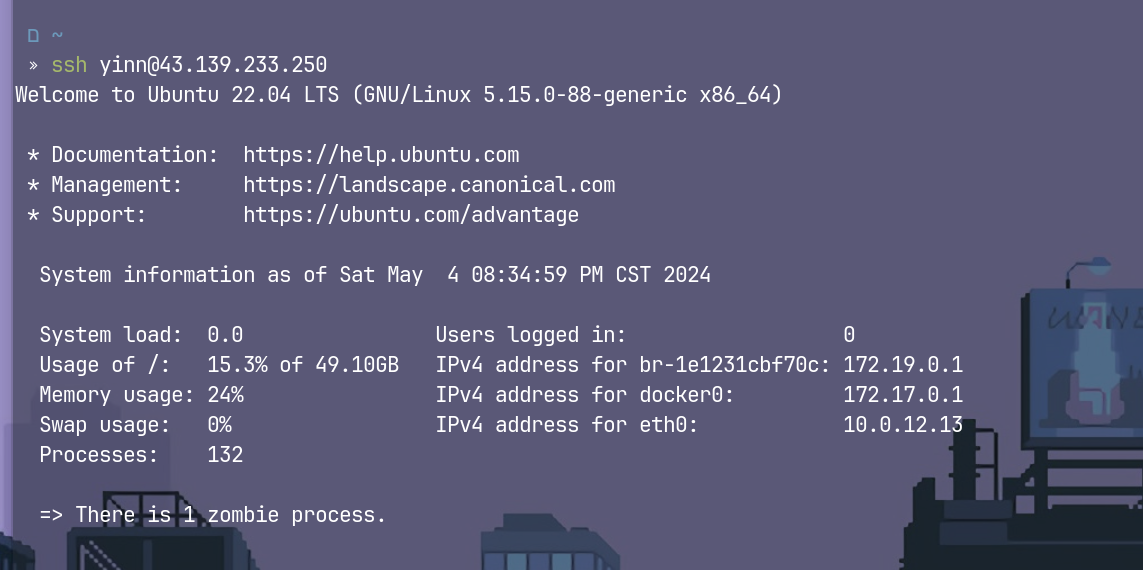 ~
» ssh yinn@43.139.233.250
Welcome to Ubuntu 22.04 LTS (GNU/Linux 5.15.0-88-generic x86_64)
* Documentation:  https://help.ubuntu.com
* Management:     https://landscape.canonical.com
* Support:        https://ubuntu.com/advantage
System information as of Sat May  4 08:34:59 PM CST 2024
System load:  0.0                Users logged in:                  0
Usage of /:   15.3% of 49.10GB   IPv4 address for br-1e1231cbf70c: 172.19.0.1
Memory usage: 24%                IPv4 address for docker0:         172.17.0.1
Swap usage:   0%                 IPv4 address for eth0:            10.0.12.13
Processes:    132
=> There is 1 zombie process.